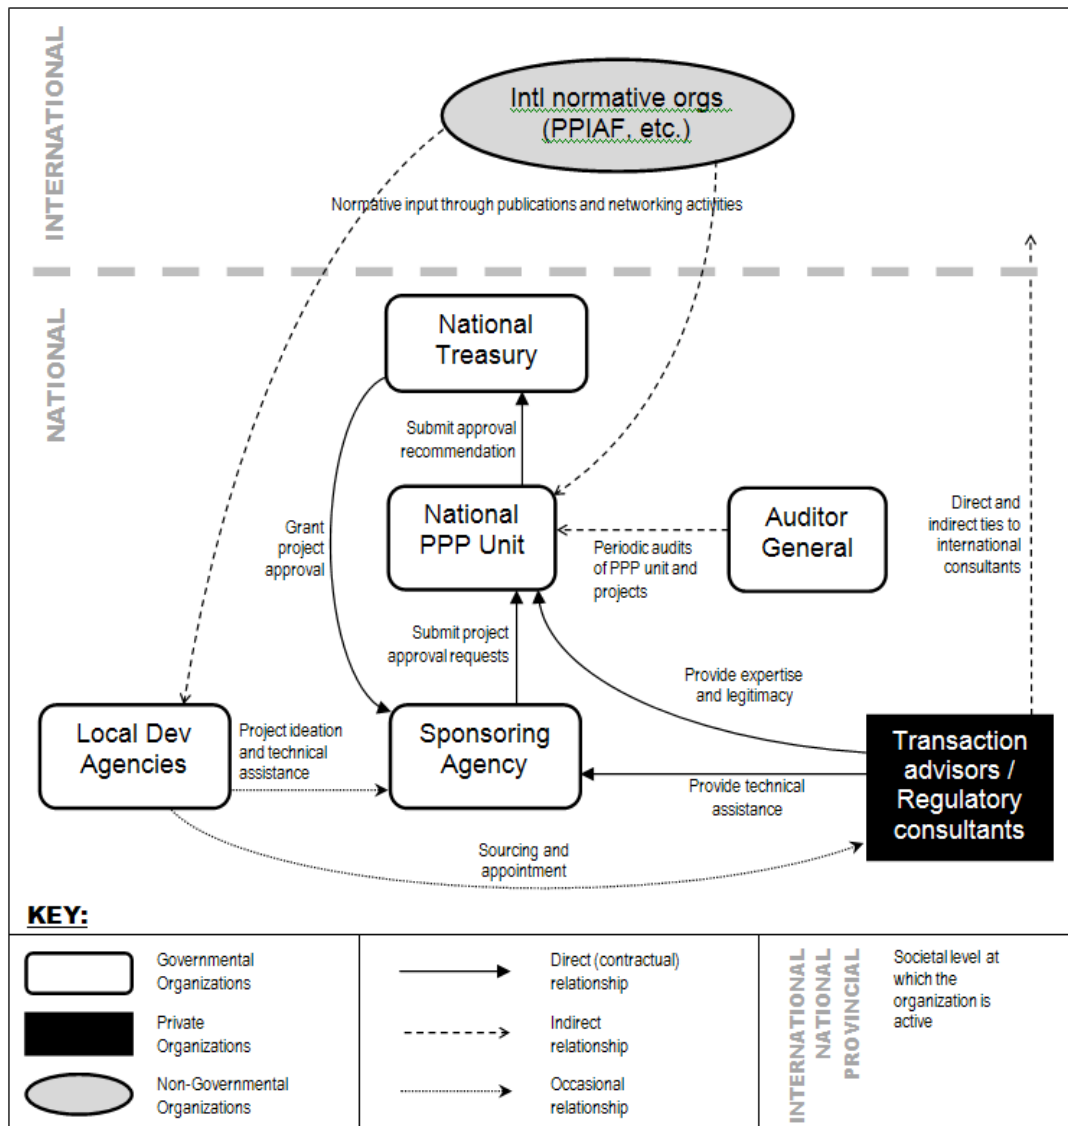 INTERNATIONAL
Intl normative orgs
(PPIAF, etc.)
Normative input through publications and networking activities
NATIONAL
National
Treasury
Submit approval
recommendation
Grant
project
approval
National
PPP Unit
Auditor
General
Periodic audits
of PPP unit and
projects
Direct and
indirect ties to
international
consultants
Submit project
approval requests
Provide expertise
and legitimacy
Local Dev
Agencies
Project ideation
and technical
assistance
Sponsoring
Agency
Provide technical
assistance
Transaction
advisors /
Regulatory
consultants
Sourcing and
appointment
KEY:
Governmental
Organizations
Private
Organizations
Non-Governmental
Organizations
Direct (contractual)
relationship
Indirect
relationship
Occasional
relationship
INTERNATIONAL
NATIONAL
PROVINCIAL
Societal level at
which the
organization is
active